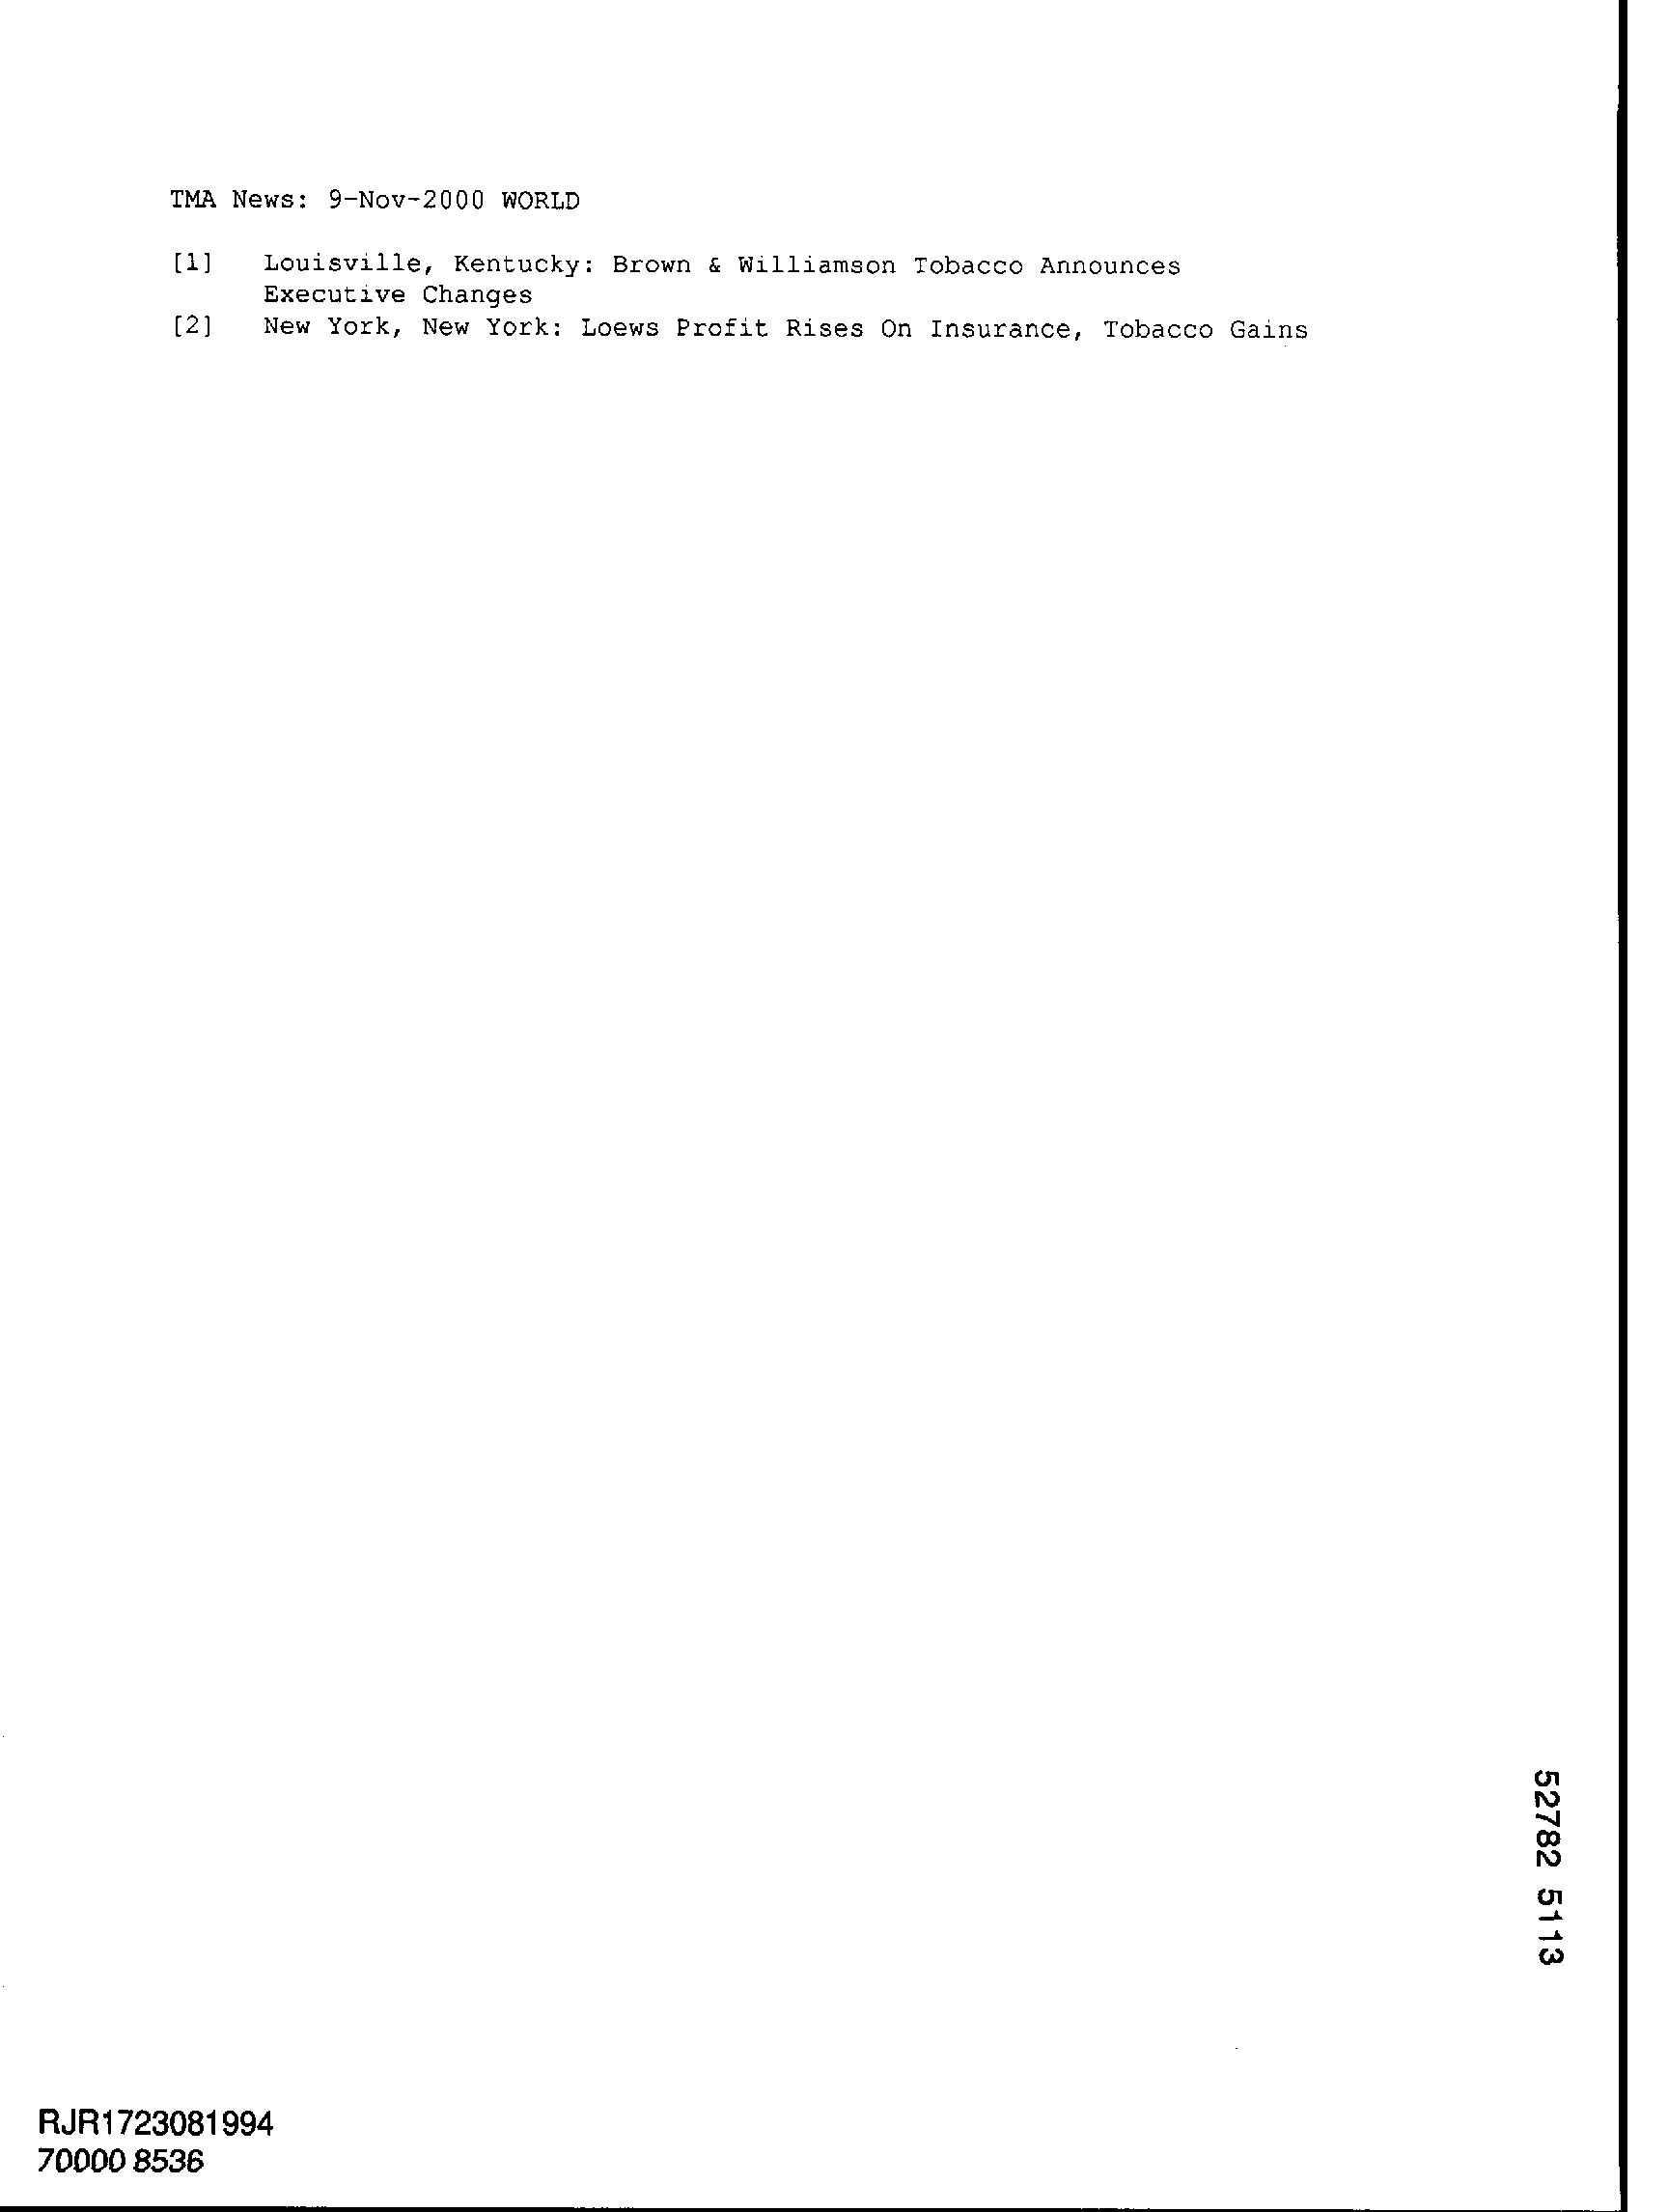 TMA News: 9-Nov-2000 WORLD
[1] Louisville, Kentucky: Brown & Williamson Tobacco Announces
Executive Changes
[2] New York, New York: Loews Profit Rises On Insurance, Tobacco Gains
52782 5113
RJR1723081994
70000 8536